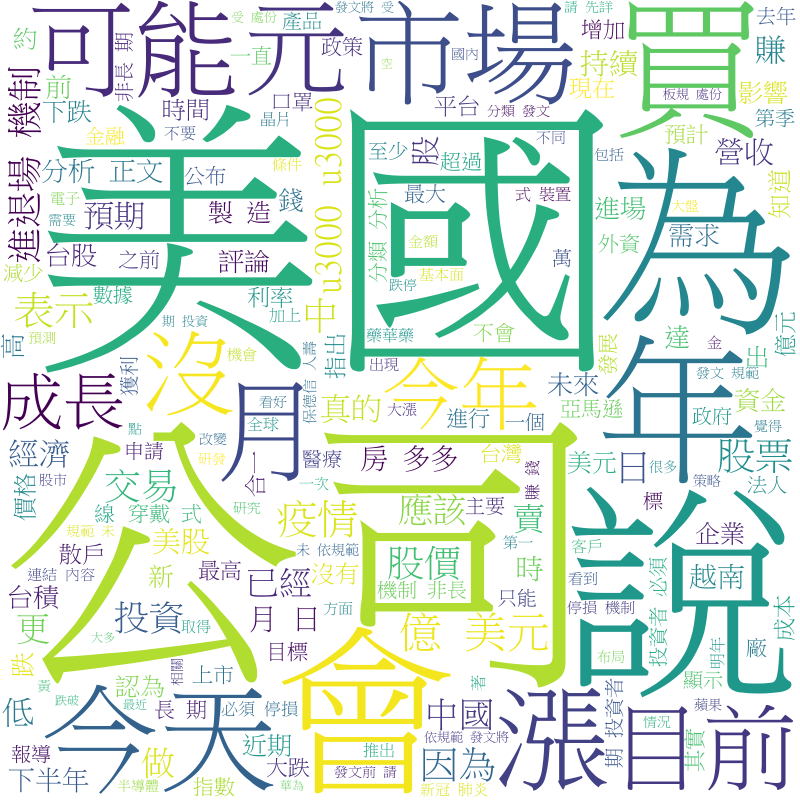 受 處份
發文將 受
產品
可能
元
市場
買
請 先詳
增加
去年
約
非長 期
一直
政策
國內
賺
空
持續
現在
板規 處份
影響
前
下跌
時間
口罩
平台
分類 發文
第季
機制
金融
不要
晶片
不同
預計
美
國
為
u3000 u3000
分析 正文
公布
股
至少
超過
包括
營收
進退場
電子
條件
需要
預期
製 造
錢
最大
式 裝置
進場
大盤
知道
台股
之前
評論
分類 分析
金額
外資
需求
減少
數據
利率
中
跌停
基本面
萬
表示
期 投資
加上
藥華藥
不會
發展
達
出
億元
高
預測
機會
指出
出現
金
沒
年
獲利
人壽
保德信
今年
未來
發文 規範
成長
月
看好
大漲
真的
進行
一個
亞馬遜
政府
資金
點
改變
全球
覺得
經濟
申請
合一
醫療
房 多多
台灣
美元
日
很多
股票
公司
說
股市
研發
賺 錢
策略
法人
價格
交易
一次
應該
主要
標
線 穿戴 式
疫情
賣
企業
規範 未
研究
未 依規範
第一
客戶
散戶
美股
股價
時
越南
連結 內容
新
最高
已經
沒有
機制 非長
看到
必須
台積
方面
只能
停損 機制
投資者
更
投資
月 日
億 美元
成本
大多
取得
目標
廠
跌
會
布局
明年
相關
著
黃
認為
上市
今天
漲
目前
顯示
跌破
最近
長 期
必須 停損
中國
期 投資者
情況
蘋果
低
依規範 發文將
其實
報導
做
近期
推出
因為
下半年
半導體
指數
華為
大跌
發文前 請
新冠 肺炎